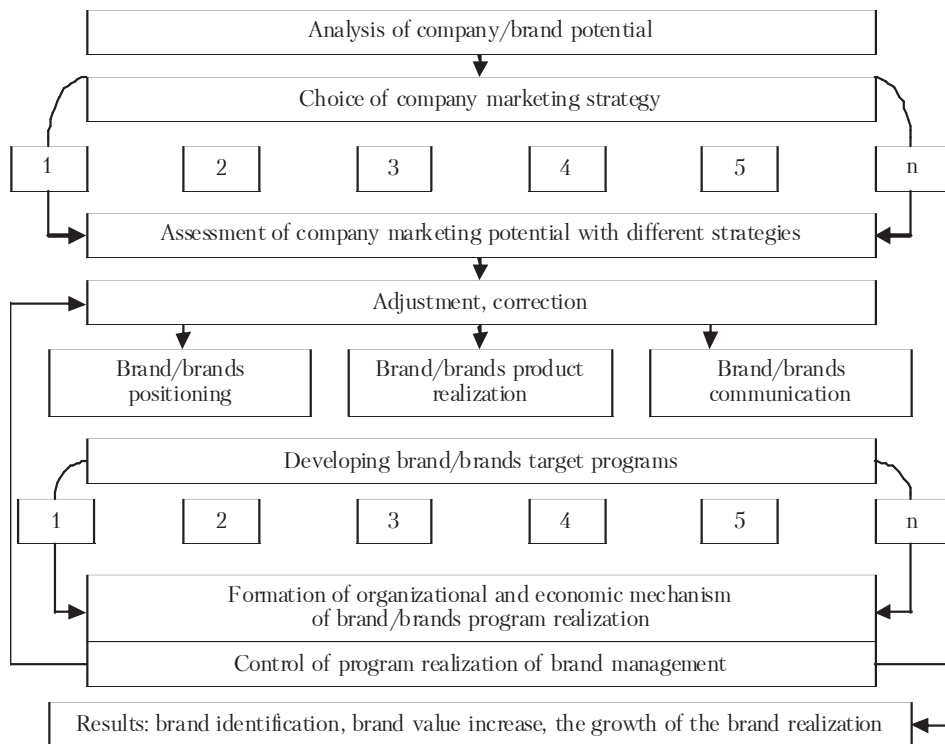 Analysis of company/brand potential
Choice of company marketing strategy
1 2 3 4 5 n
Assessment of company marketing potential with different strategies
Adjustment, correction
Brand/brands
positioning
Brand/brands product
realization
Brand/brands
communication
Developing brand/brands target programs
1 2 3 4 5 n
Formation of organizational and economic mechanism
of brand/brands program realization
Control of program realization of brand management
Results: brand identification, brand value increase, the growth of the brand realization